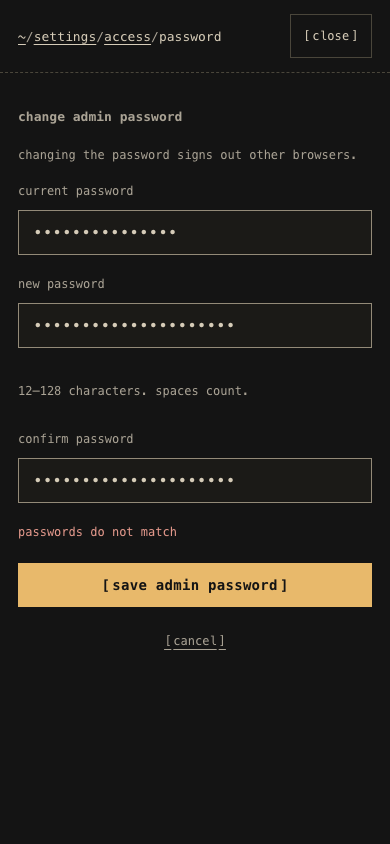 ~/settings/access/password
[close]
change admin password
changing the password signs out other browsers.
current password
•••••••••••••••
new password
•••••••••••••••••••••
12–128 characters. spaces count.
confirm password
•••••••••••••••••••••
passwords do not match
[save admin password]
[cancel]